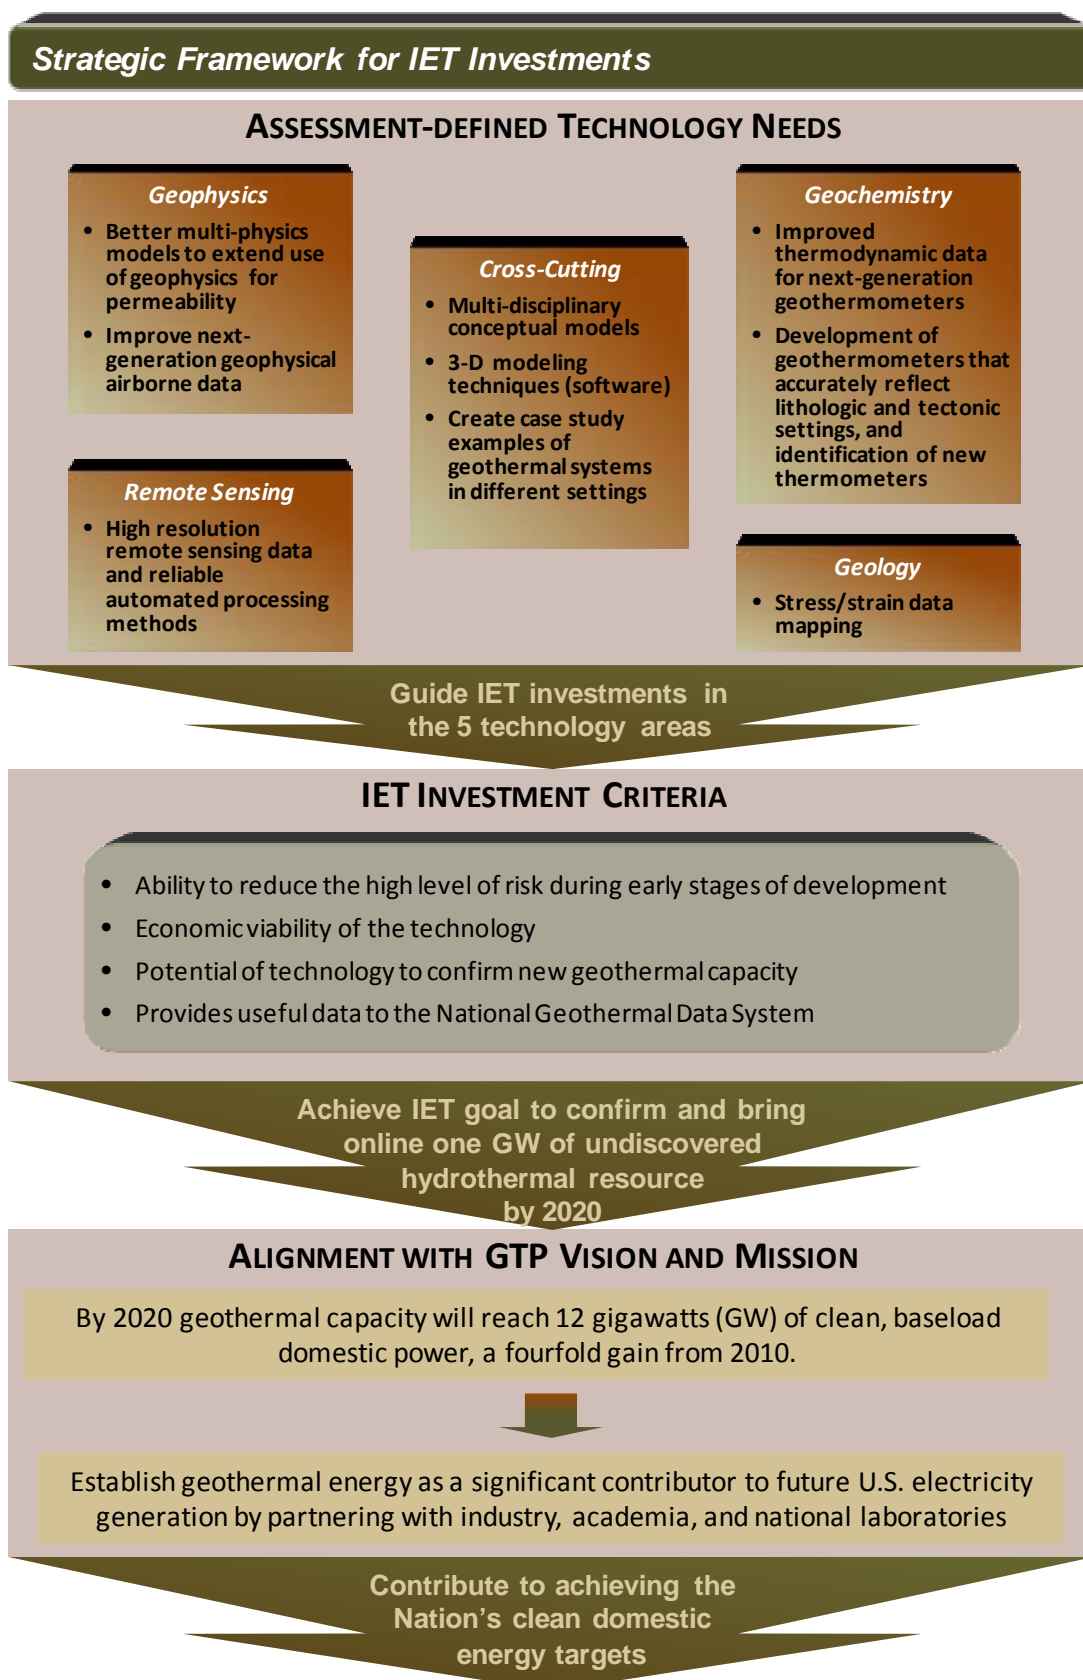 Strategic Framework for IET Investments
ASSESSMENT-DEFINED TECHNOLOGY NEEDS
Geophysics
• Better multi-physics
models to extend use
of geophysics for
permeability
• Improve next-
generation geophysical
airborne data
Remote Sensing
• High resolution
remote sensing data
and reliable
automated processing
methods
Cross-Cutting
• Multi-disciplinary
conceptual models
• 3-D modeling
techniques (software)
• Create case study
examples of
geothermal systems
in different settings
Geochemistry
• Improved
thermodynamic data
for next-generation
geothermometers
• Development of
geothermometers that
accurately reflect
lithologic and tectonic
settings, and
identification of new
thermometers
Geology
• Stress/strain data
mapping
Guide IET investments in
the 5 technology areas
IET INVESTMENT CRITERIA
• Ability to reduce the high level of risk during early stages of development
• Economic viability of the technology
• Potential of technology to confirm new geothermal capacity
• Provides useful data to the National Geothermal Data System
Achieve IET goal to confirm and bring
online one GW of undiscovered
hydrothermal resource
by 2020
ALIGNMENT WITH GTP VISION AND MISSION
By 2020 geothermal capacity will reach 12 gigawatts (GW) of clean, baseload
domestic power, a fourfold gain from 2010.
Establish geothermal energy as a significant contributor to future U.S. electricity
generation by partnering with industry, academia, and national laboratories
Contribute to achieving the
Nation's clean domestic
energy targets